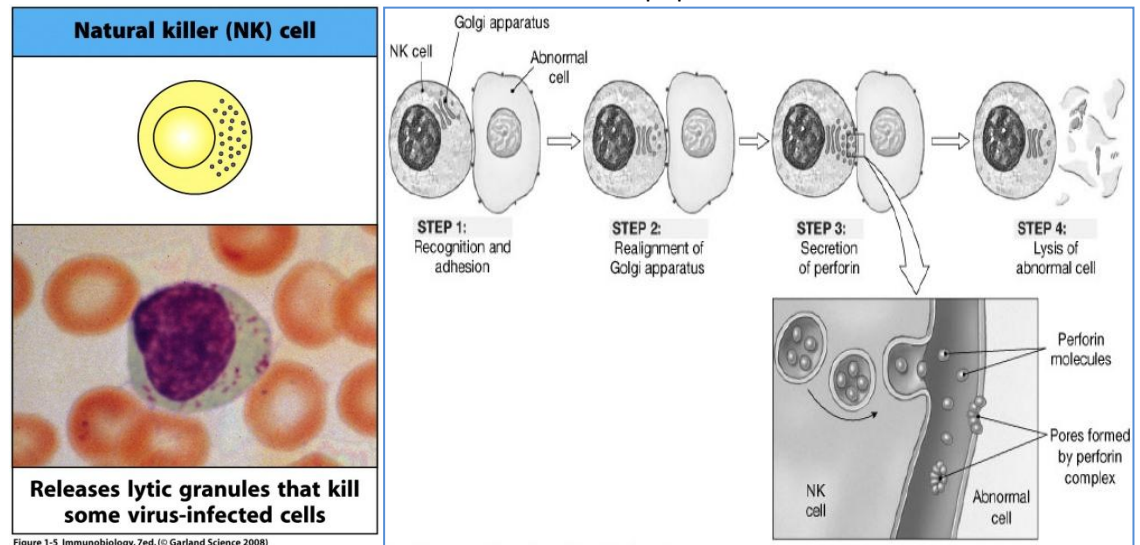 Natural killer (NK) cell
Releases lytic granules that kill
some virus-infected cells
Figure 1-5 Immunobiology, 7ed. (© Garland Science 2008)
Golgi apparatus
NK cell
Abnormal
cell
STEP 1:
Recognition and
adhesion
STEP 2:
Realignment of
Golgi apparatus
STEP 3:
Secretion
of perforin
STEP 4:
Lysis of
abnormal cell
Perforin
molecules
Pores formed
by perforin
complex
NK
cell
Abnormal
cell